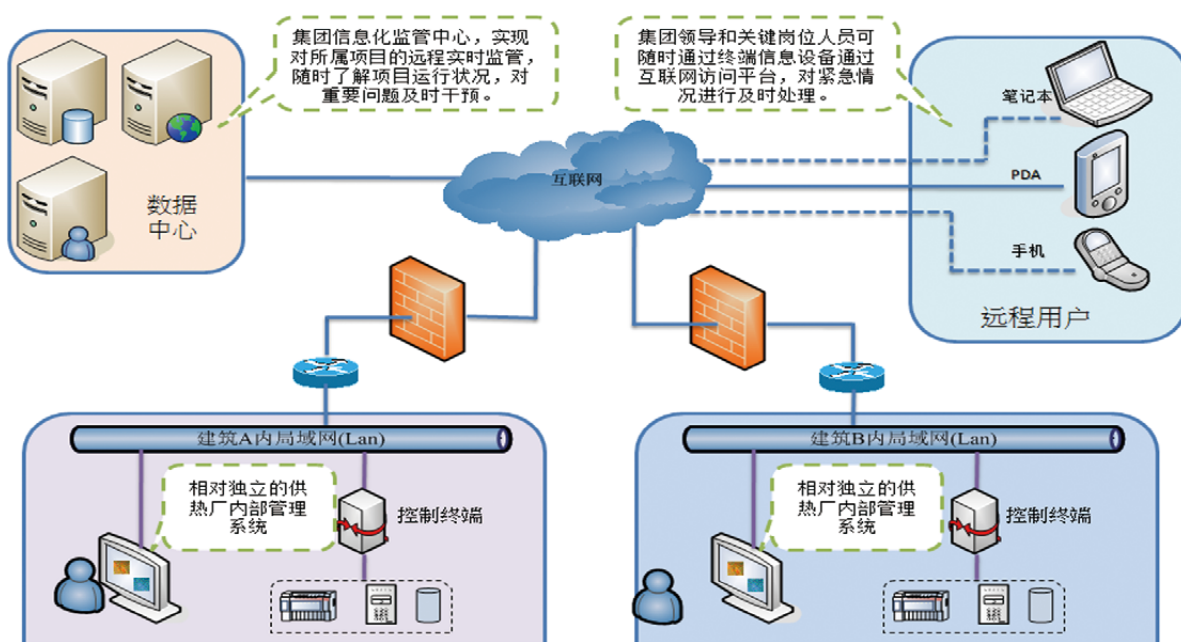 集团信息化监管中心，实现
对所属项目的远程实时监管，
随时了解项目运行状况，对
重要问题及时干预。
集团领导和关键岗位人员可
随时通过终端信息设备通过
互联网访问平台，对紧急情
况进行及时处理。
数据
中心
互联网
笔记本
PDA
手机
远程用户
建筑A内局域网(Lan)
相对独立的供
热厂内部管理
系统
控制终端
建筑B内局域网(Lan)
相对独立的供
热厂内部管理
系统
控制终端